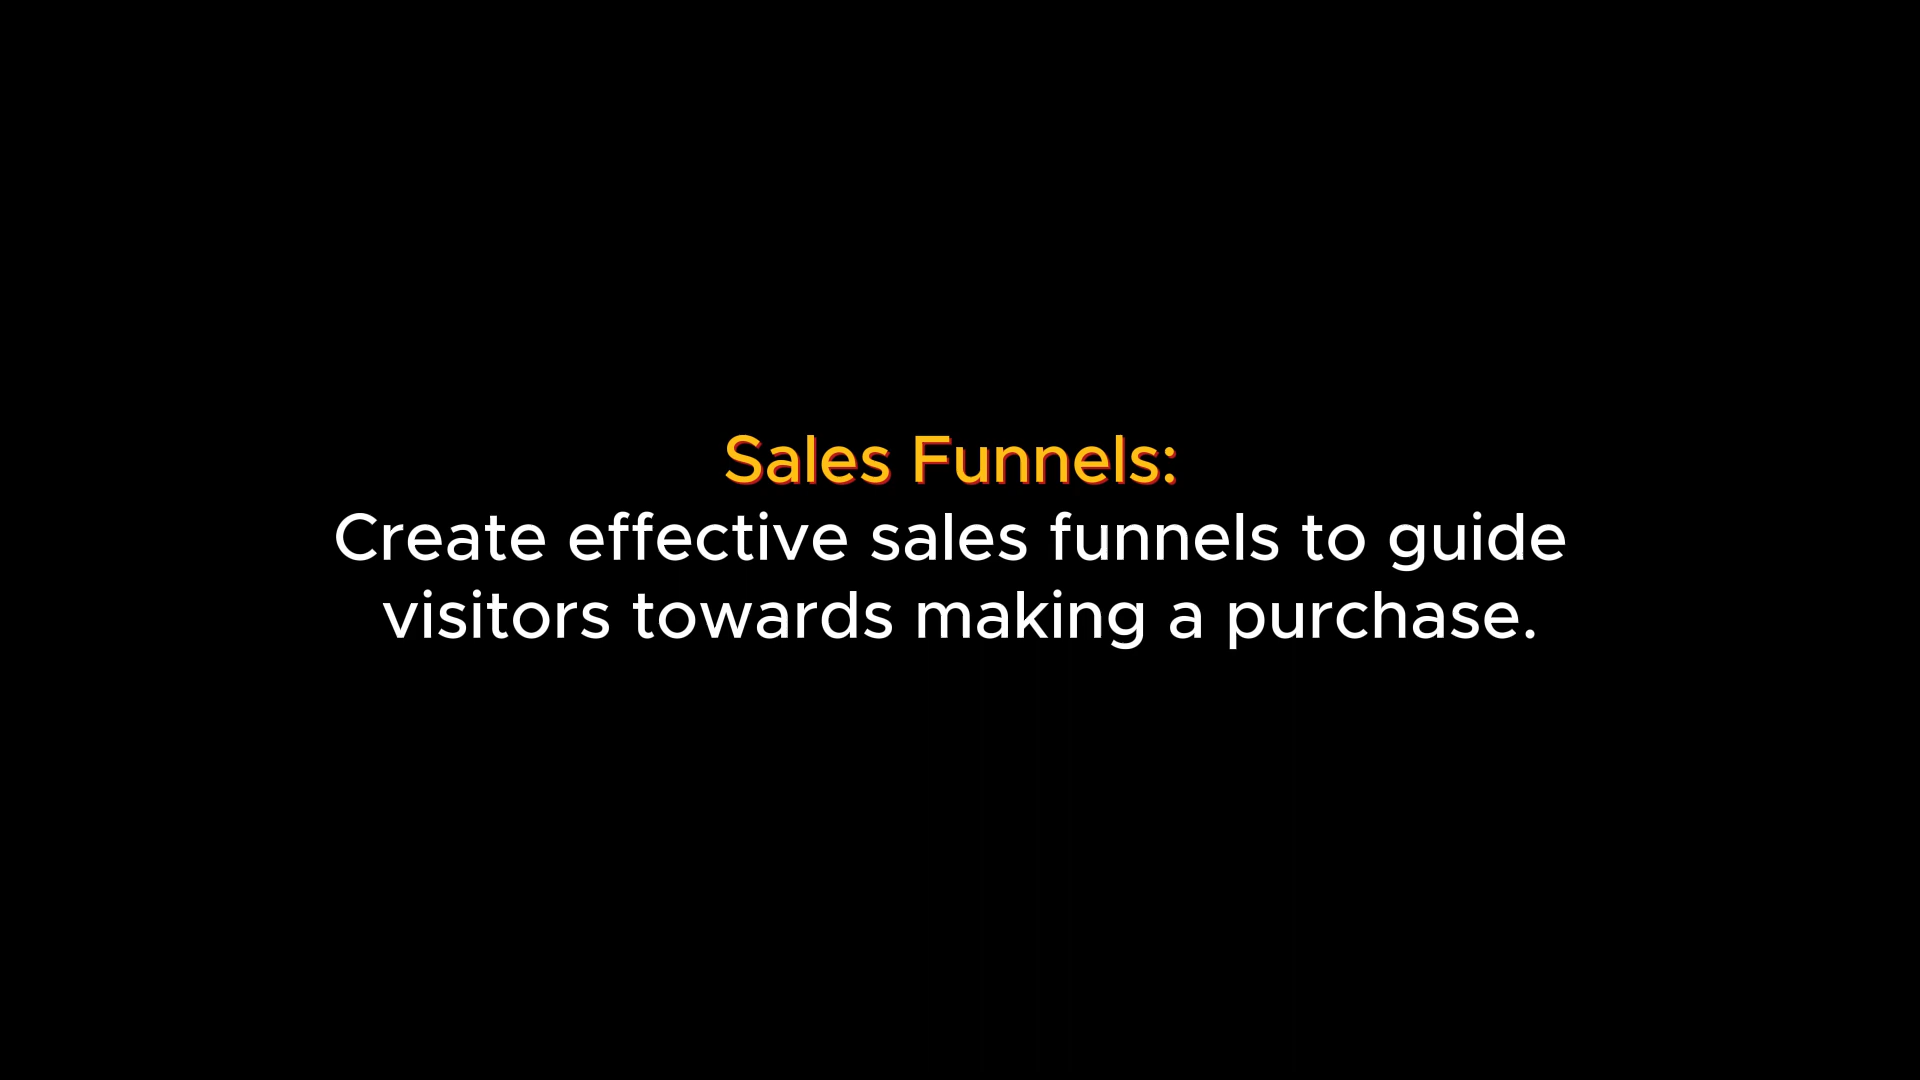 Sales Funnels:
Create effective sales funnels to guide
visitors towards making a purchase.